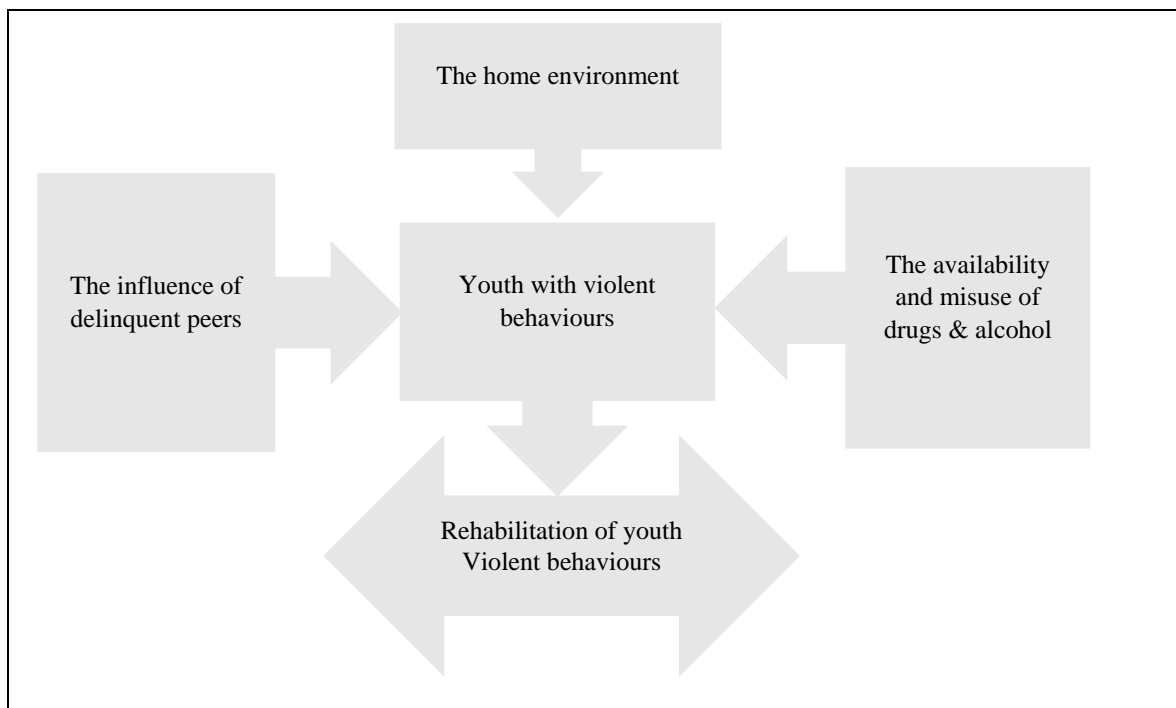 The home environment
The influence of
delinquent peers
Youth with violent
behaviours
The availability
and misuse of
drugs & alcohol
Rehabilitation of youth
Violent behaviours